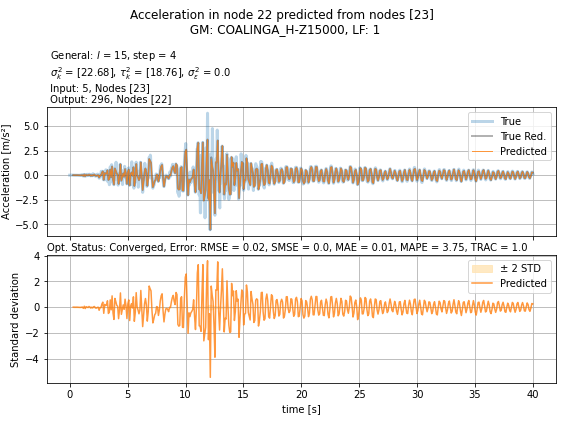 Acceleration in node 22 predicted from nodes [23]
GM: COALINGA_H-Z15000, LF: 1
General: l = 15, step = 4
σ²ₖ = [22.68], τ²ₖ = [18.76], σ²ε = 0.0
Input: 5, Nodes [23]
Output: 296, Nodes [22]
Acceleration [m/s²]
5.0
2.5
0.0
−2.5
−5.0
True
True Red.
Predicted
Opt. Status: Converged, Error: RMSE = 0.02, SMSE = 0.0, MAE = 0.01, MAPE = 3.75, TRAC = 1.0
Standard deviation
4
2
0
−2
−4
± 2 STD
Predicted
0 5 10 15 20 25 30 35 40
time [s]